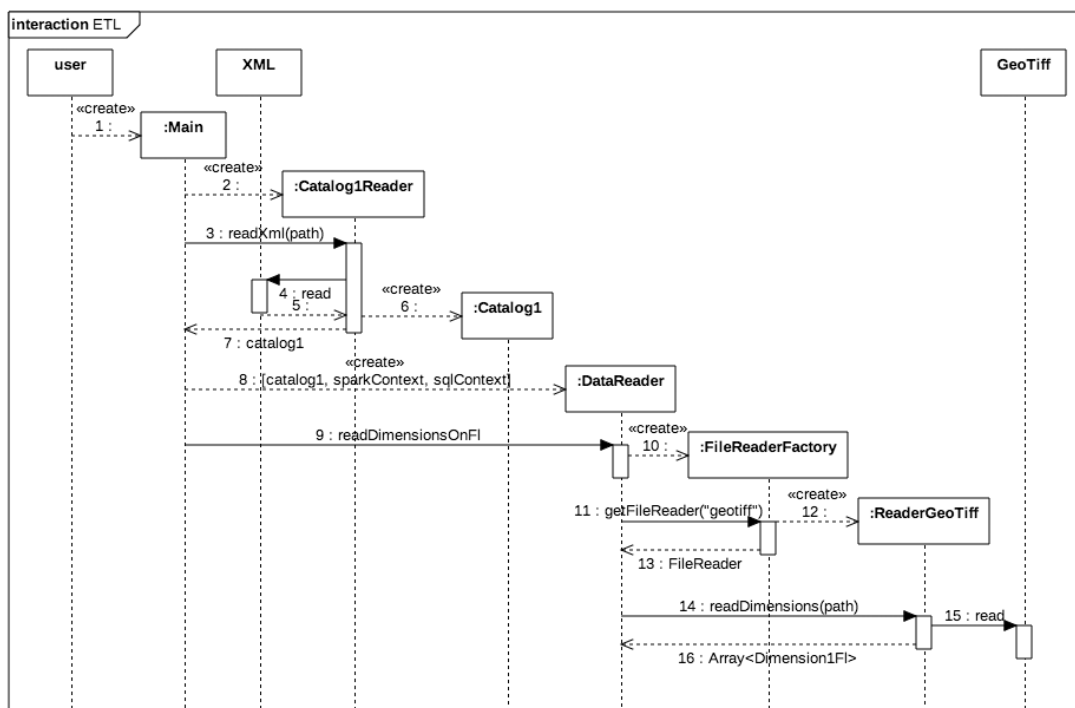 interaction ETL
user
XML
GeoTiff
«create»
1 :
:Main
«create»
2 :
:Catalog1Reader
3 : readXml(path)
4 : read
5 :
«create»
6 :
:Catalog1
7 : catalog1
«create»
8 : [catalog1, sparkContext, sqlContext]
:DataReader
9 : readDimensionsOnFl
«create»
10 :
:FileReaderFactory
11 : getFileReader("geotiff")
«create»
12 :
:ReaderGeoTiff
13 : FileReader
14 : readDimensions(path)
15 : read
16 : Array<Dimension1Fl>